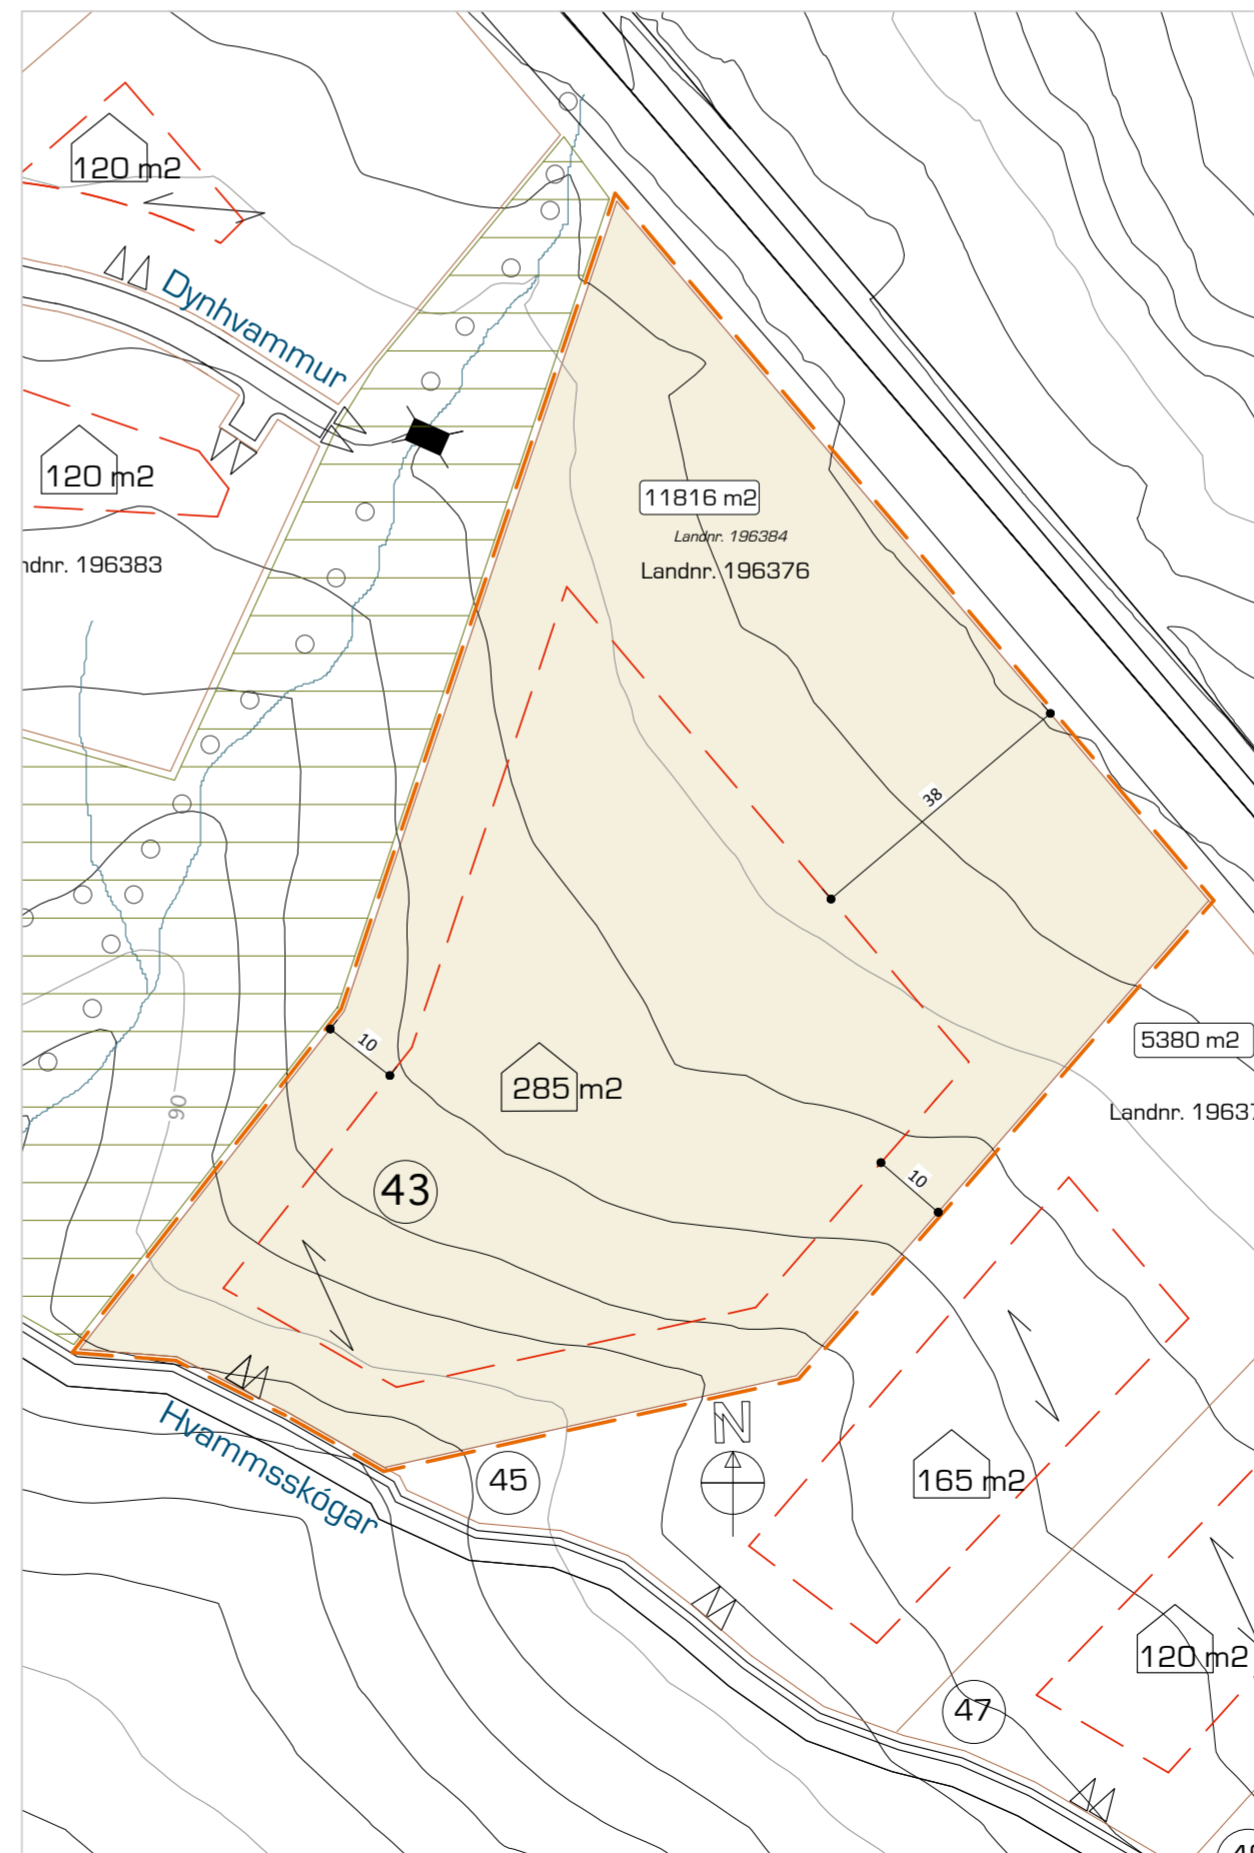 120 m2
Dynhvammur
120 m2
ndnr. 196383
11816 m2
Landnr. 196384
Landnr. 196376
38
10
285 m2
43
10
5380 m2
Landnr. 19637
90
Hvammsskógar
45
N
165 m2
120 m2
47